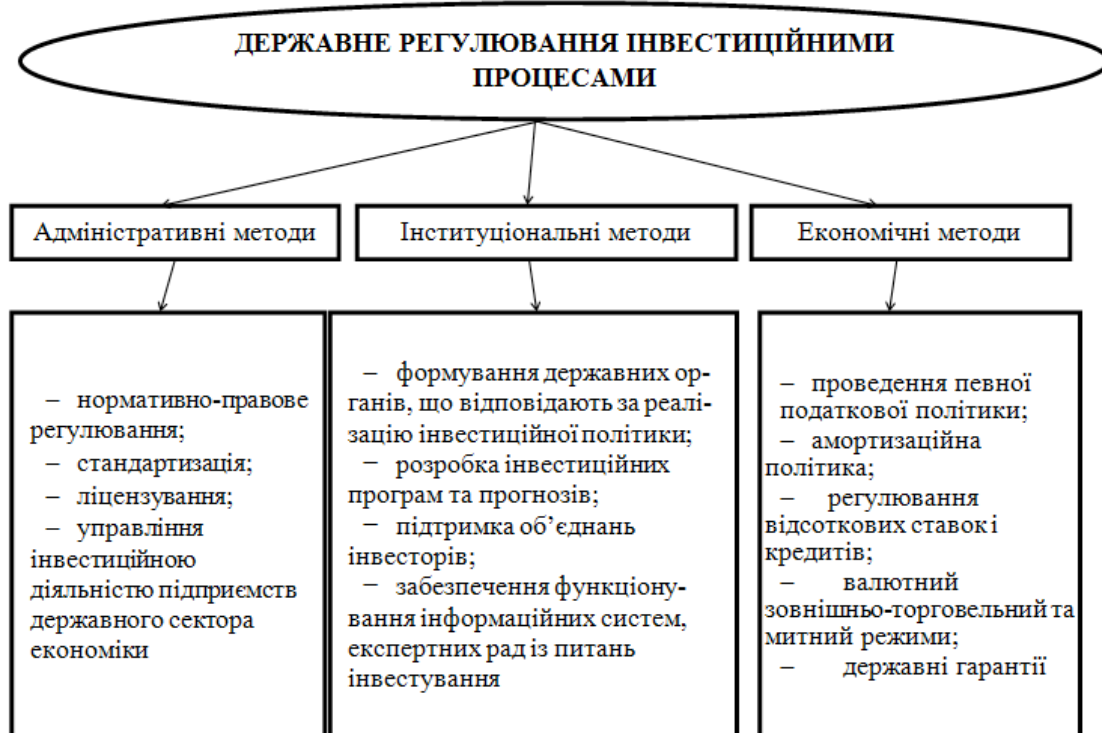 ДЕРЖАВНЕ РЕГУЛЮВАННЯ ІНВЕСТИЦІЙНИМИ
ПРОЦЕСАМИ
Адміністративні методи
Інституціональні методи
Економічні методи
– нормативно-правове
регулювання;
– стандартизація;
– ліцензування;
– управління
інвестиційною
діяльністю підприємств
державного сектора
економіки
– формування державних ор-
ганів, що відповідають за реалі-
зацію інвестиційної політики;
– розробка інвестиційних
програм та прогнозів;
– підтримка об’єднань
інвесторів;
– забезпечення функціону-
вання інформаційних систем,
експертних рад із питань
інвестування
– проведення певної
податкової політики;
– амортизаційна
політика;
– регулювання
відсоткових ставок і
кредитів;
– валютний
зовнішньо-торговельний та
митний режими;
– державні гарантії